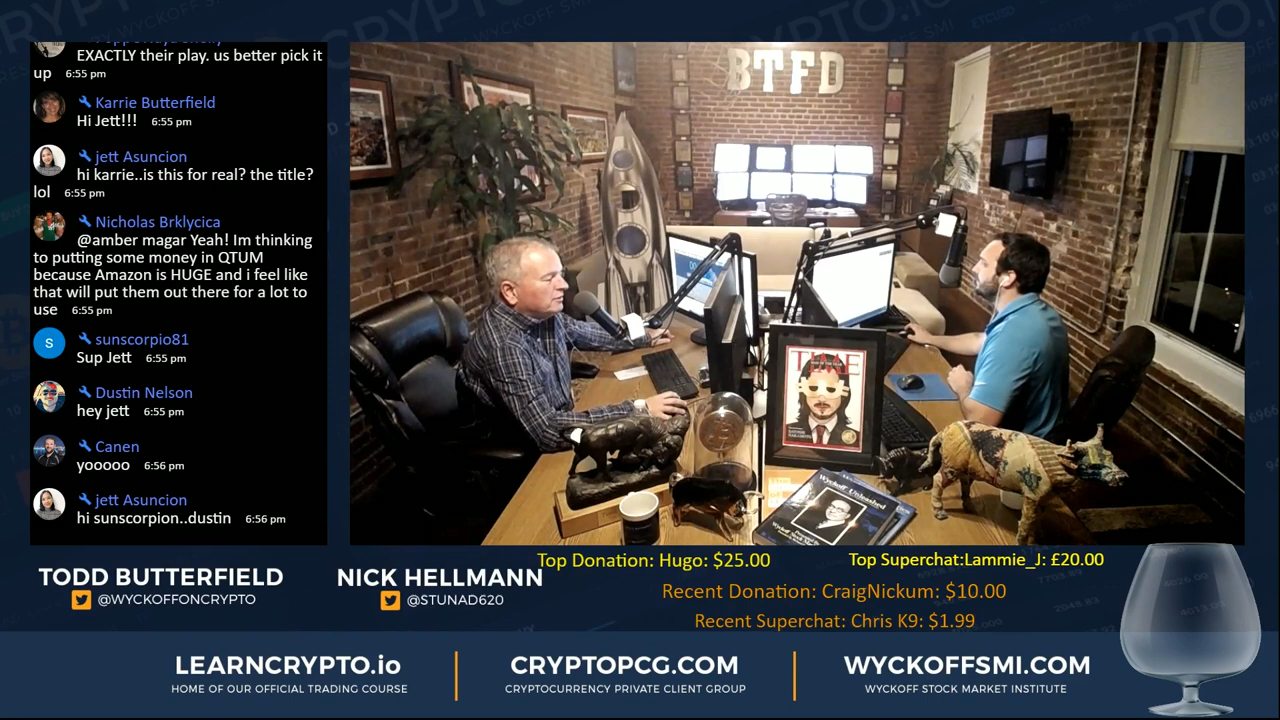 EXACTLY their play. us better pick it
up 6:55 pm
Karrie Butterfield
Hi Jett!!! 6:55 pm
jett Asuncion
hi karrie..is this for real? the title?
lol 6:55 pm
Nicholas Brklycica
@amber magar Yeah! Im thinking
to putting some money in QTUM
because Amazon is HUGE and i feel like
that will put them out there for a lot to
use 6:55 pm
S
sunscorpio81
Sup Jett 6:55 pm
Dustin Nelson
hey jett 6:55 pm
Canen
yooooo 6:56 pm
jett Asuncion
hi sunscorpion..dustin 6:56 pm
BTFD
TIME
Wyckoff Unleashed
Top Donation: Hugo: $25.00
Top Superchat:Lammie_J: £20.00
Recent Donation: CraigNickum: $10.00
Recent Superchat: Chris K9: $1.99
TODD BUTTERFIELD
@WYCKOFFONCRYPTO
NICK HELLMANN
@STUNAD620
LEARNCRYPTO.io
HOME OF OUR OFFICIAL TRADING COURSE
CRYPTOPCG.COM
CRYPTOCURRENCY PRIVATE CLIENT GROUP
WYCKOFFSMI.COM
WYCKOFF STOCK MARKET INSTITUTE